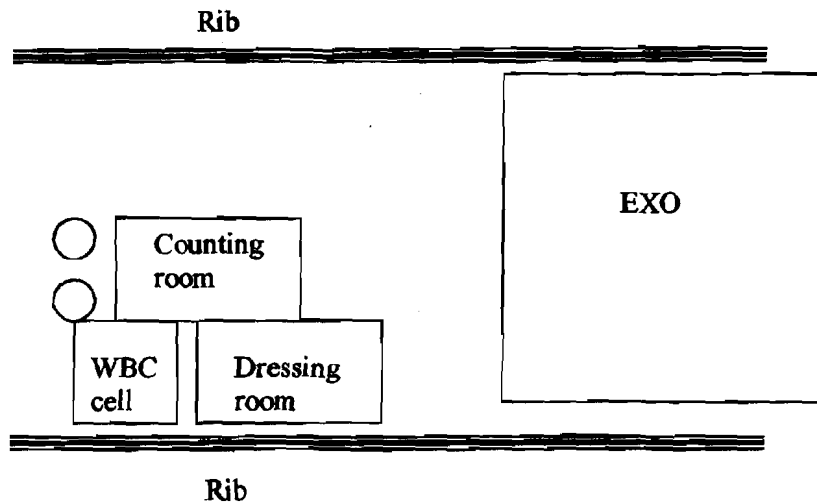 Rib
EXO
Counting
room
WBC
cell
Dressing
room
Rib